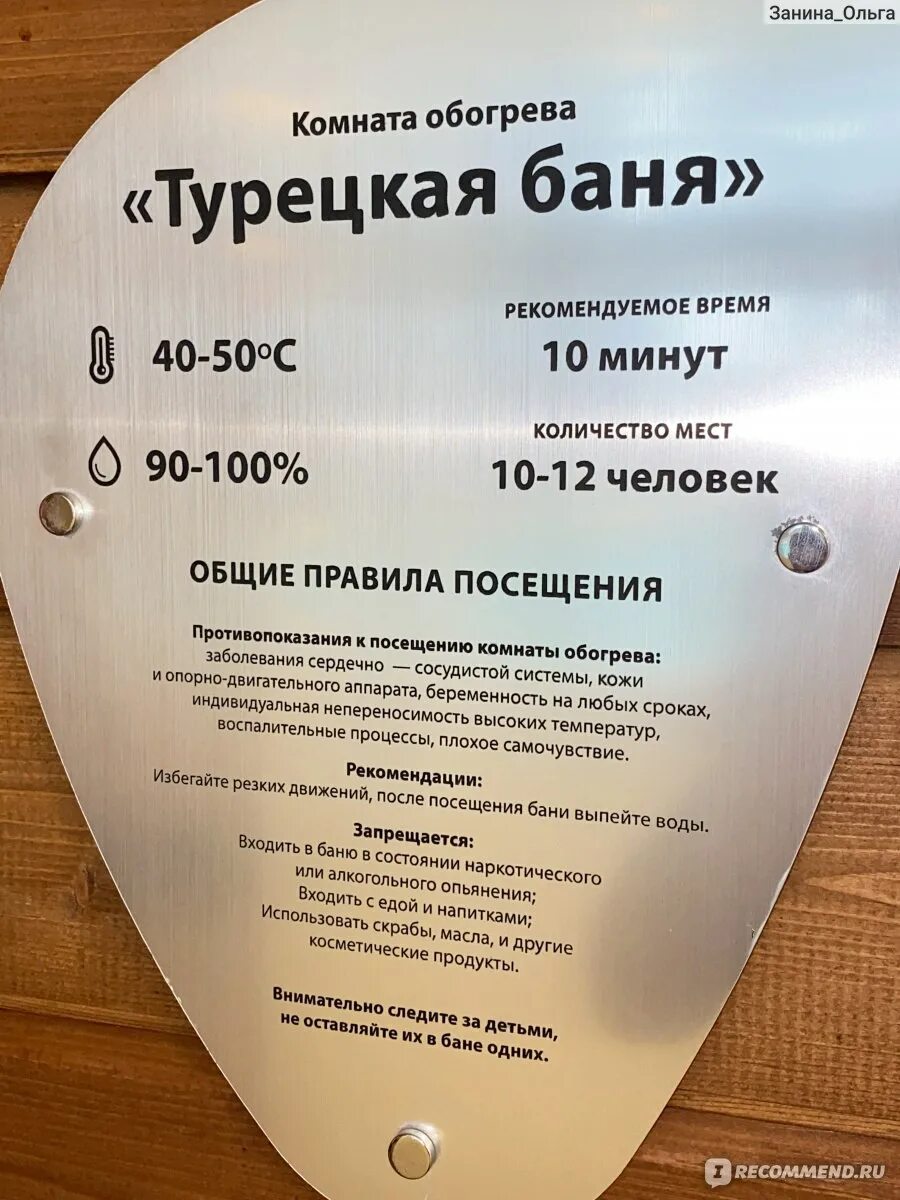 Занина_Ольга
Комната обогрева
«Турецкая баня»
РЕКОМЕНДУЕМОЕ ВРЕМЯ
40-50ºС
10 минут
КОЛИЧЕСТВО МЕСТ
90-100%
10-12 человек
ОБЩИЕ ПРАВИЛА ПОСЕЩЕНИЯ
Противопоказания к посещению комнаты обогрева:
заболевания сердечно — сосудистой системы, кожи
и опорно-двигательного аппарата, беременность на любых сроках,
индивидуальная непереносимость высоких температур,
воспалительные процессы, плохое самочувствие.
Рекомендации:
Избегайте резких движений, после посещения бани выпейте воды.
Запрещается:
Входить в баню в состоянии наркотического
или алкогольного опьянения;
Входить с едой и напитками;
Использовать скрабы, масла, и другие
косметические продукты.
Внимательно следите за детьми,
не оставляйте их в бане одних.
IRECOMMEND.RU